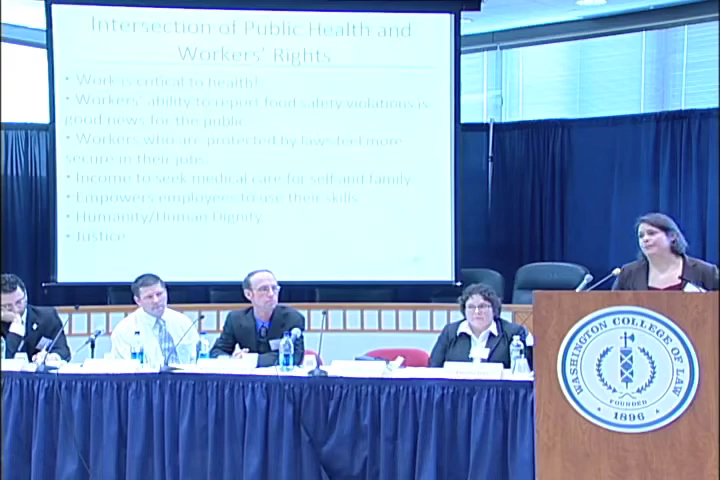 Intersection of Public Health and
Workers' Rights
• Work is critical to health!
• Workers' ability to report food safety violations is
good news for the public.
• Workers who are protected by laws feel more
secure in their jobs.
• Income to seek medical care for self and family.
• Empowers employees to use their skills.
• Humanity/Human Dignity
• Justice
WASHINGTON COLLEGE OF LAW
FOUNDED
1896